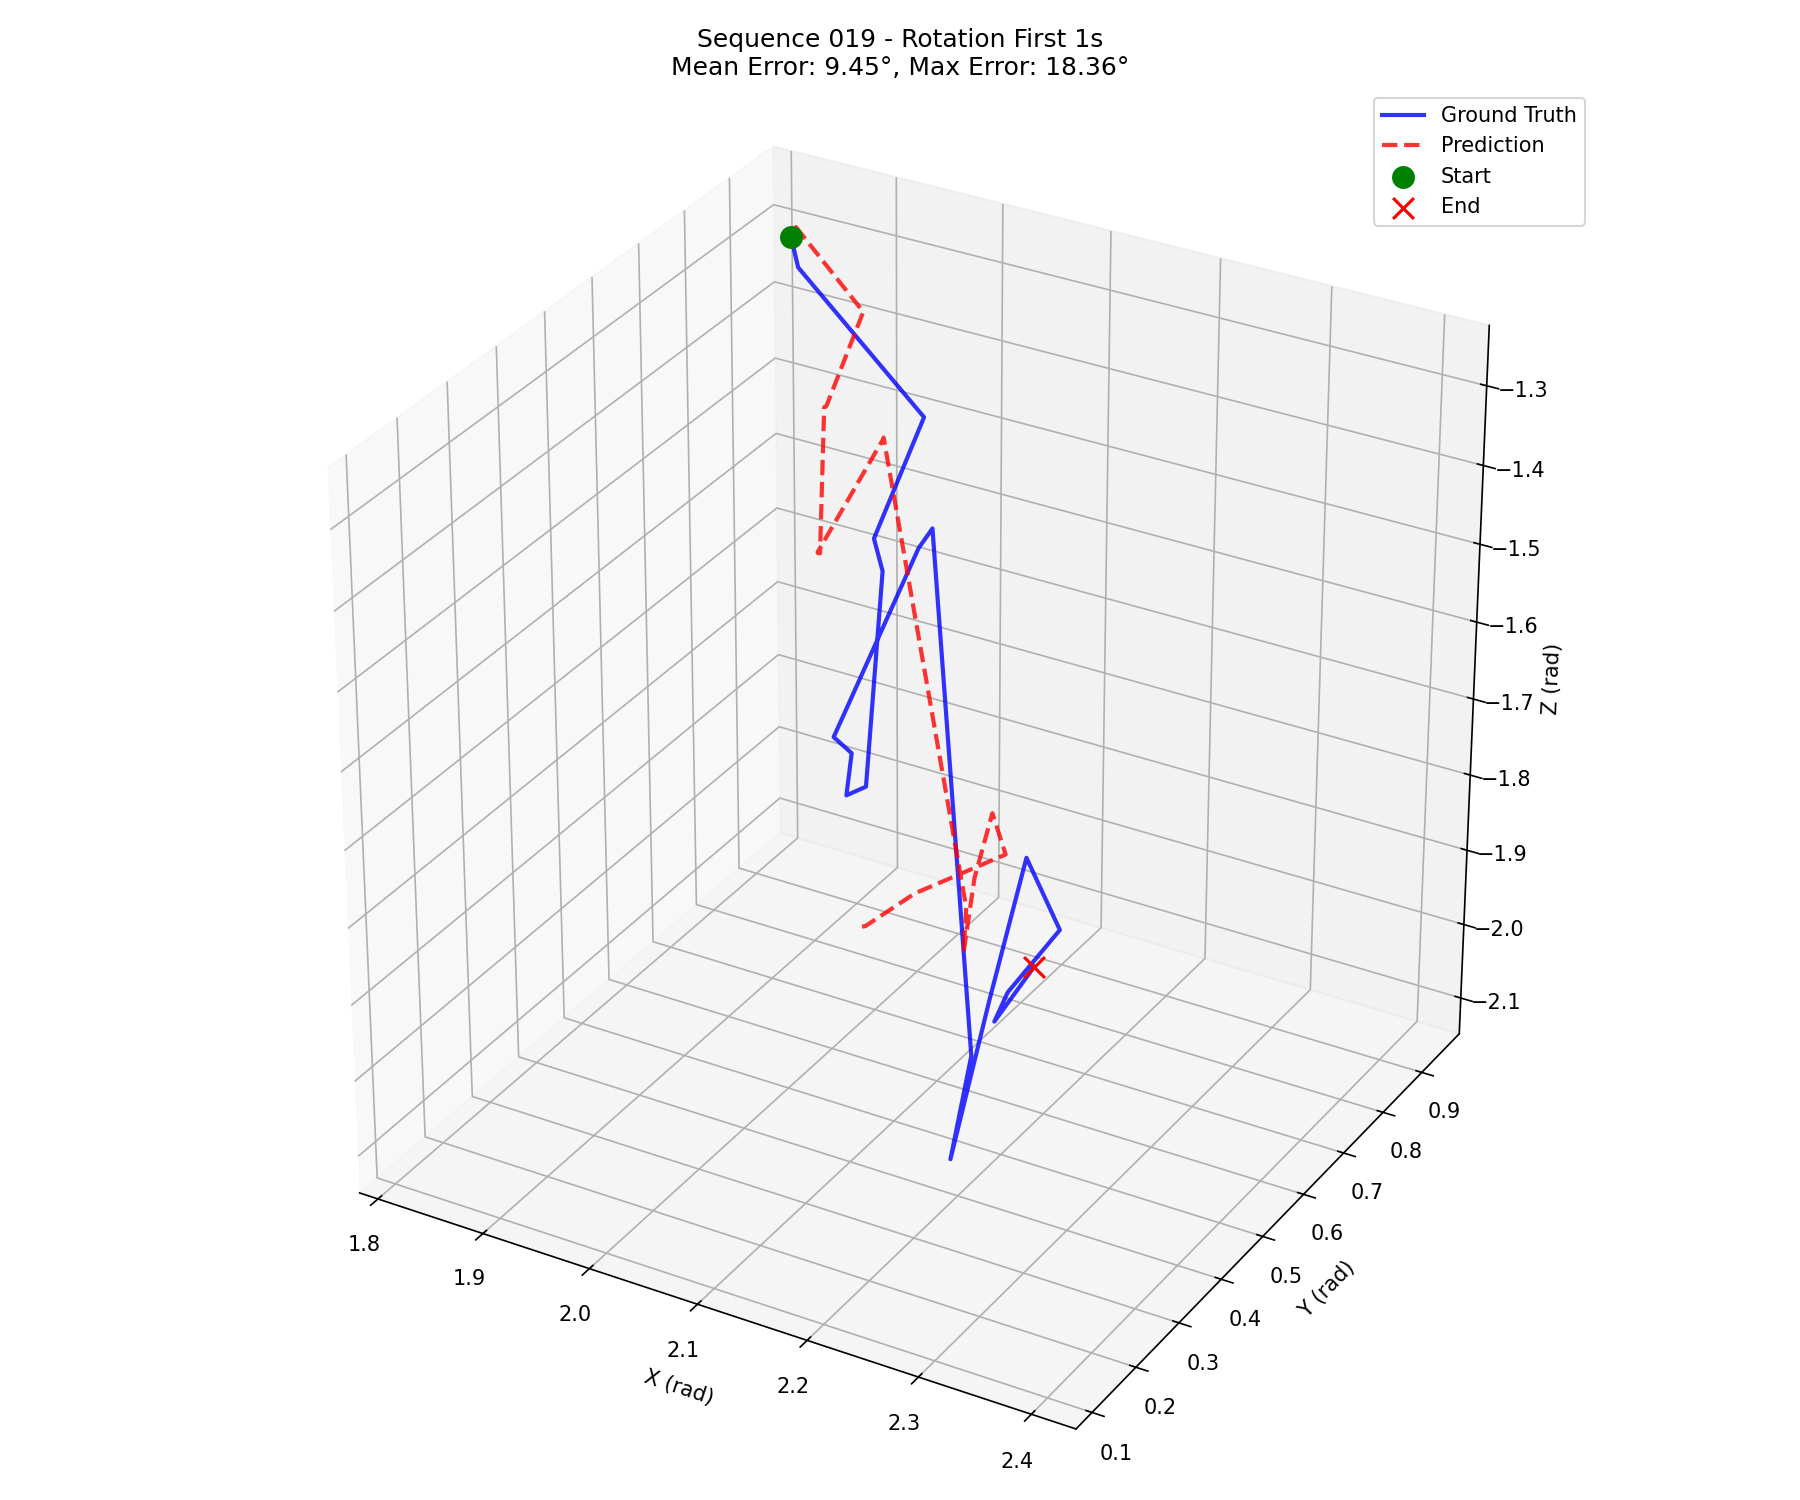 Sequence 019 - Rotation First 1s
Mean Error: 9.45°, Max Error: 18.36°
Ground Truth
Prediction
Start
End
−1.3
−1.4
−1.5
−1.6
−1.7
−1.8
−1.9
−2.0
−2.1
Z (rad)
0.9
0.8
0.7
0.6
0.5
0.4
0.3
0.2
0.1
Y (rad)
1.8
1.9
2.0
2.1
2.2
2.3
2.4
X (rad)